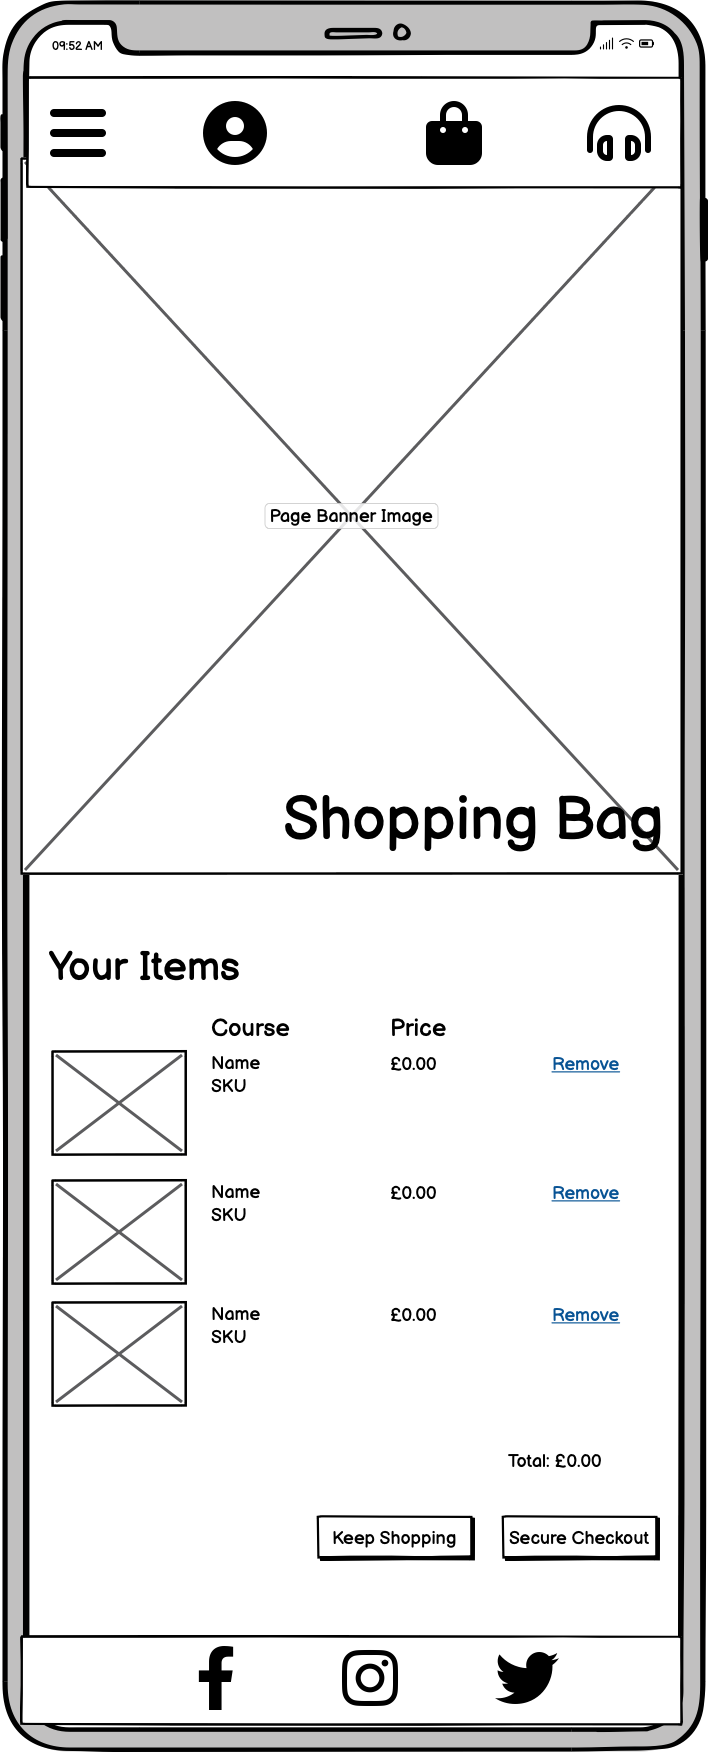 09:52 AM
Page Banner Image
Shopping Bag
Your Items
Course Price
Name £0.00 Remove
SKU
Name £0.00 Remove
SKU
Name £0.00 Remove
SKU
Total: £0.00
Keep Shopping Secure Checkout